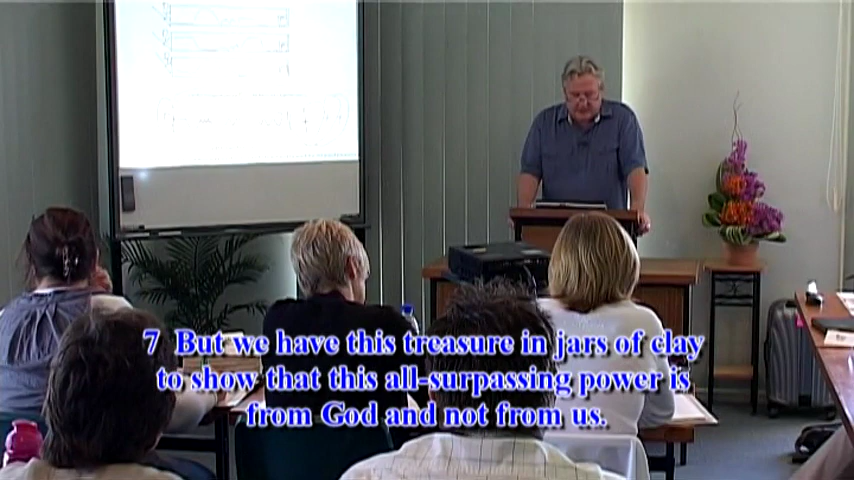 7 But we have this treasure in jars of clay
to show that this all-surpassing power is
from God and not from us.